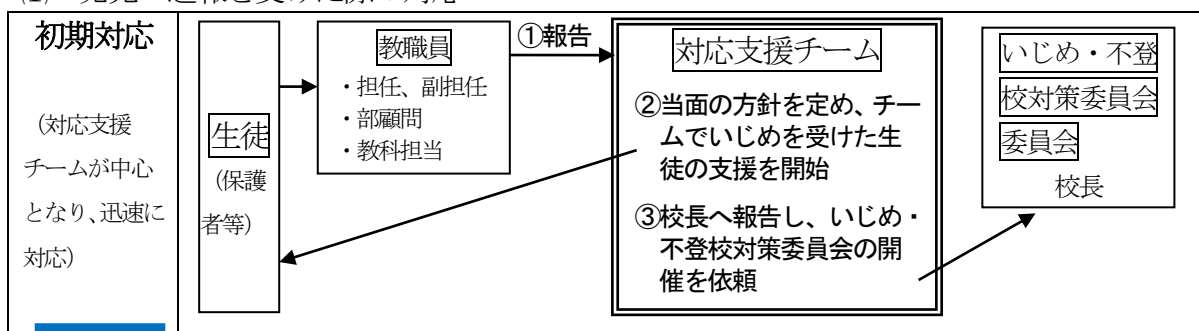 初期対応
(対応支援
チームが中心
となり、迅速に
対応)
生徒
(保護
者等)
教職員
・担任、副担任
・部顧問
・教科担当
①報告
対応支援チーム
②当面の方針を定め、チー
ムでいじめを受けた生
徒の支援を開始
③校長へ報告し、いじめ・
不登校対策委員会の開
催を依頼
いじめ・不登
校対策委員会
委員会
校長